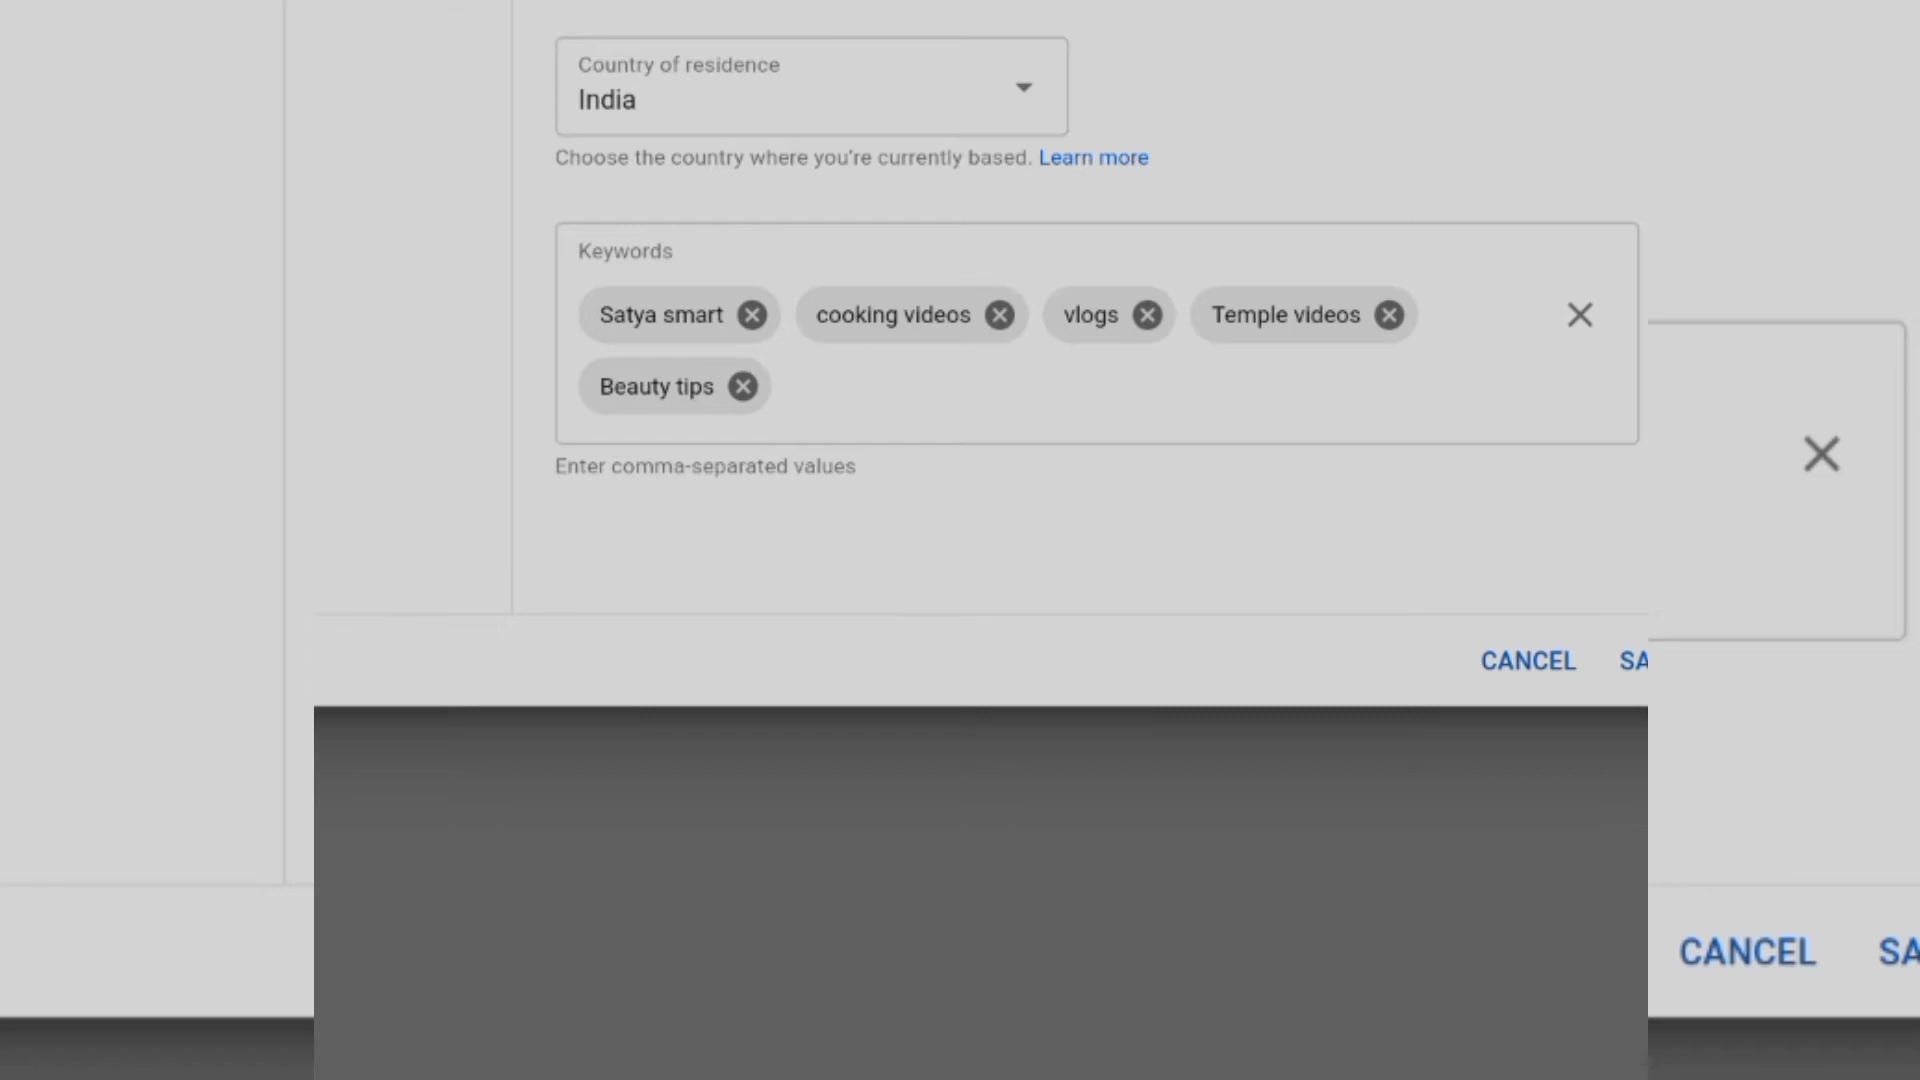 Country of residence
India
Choose the country where you're currently based. Learn more
Keywords
Satya smart cooking videos vlogs Temple videos
Beauty tips
Enter comma-separated values
CANCEL SA
CANCEL SA